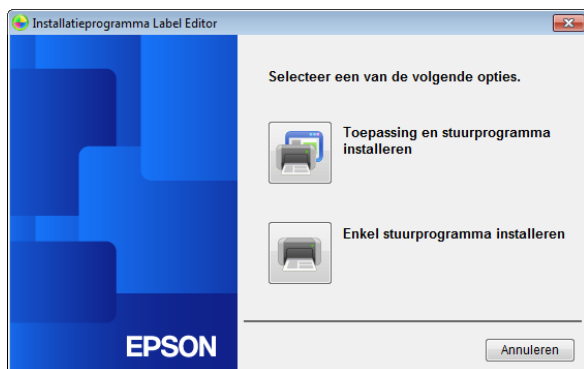 Installatieprogramma Label Editor
Selecteer een van de volgende opties.
Toepassing en stuurprogramma
installeren
Enkel stuurprogramma installeren
EPSON
Annuleren